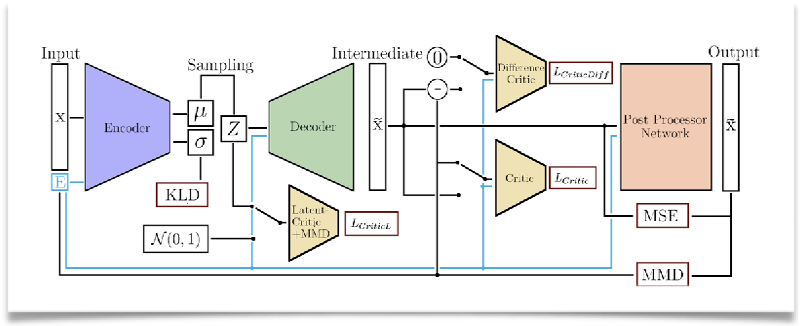 Input
Sampling
Intermediate
Output
0
Difference
Critic
L_CriticDiff
x
Encoder
μ
σ
Z
Decoder
x̃
-
Post Processor
Network
x̄
E
KLD
Critic
L_Critic
Latent-
Critic
+MMD
L_CriticL
N(0, 1)
MSE
MMD